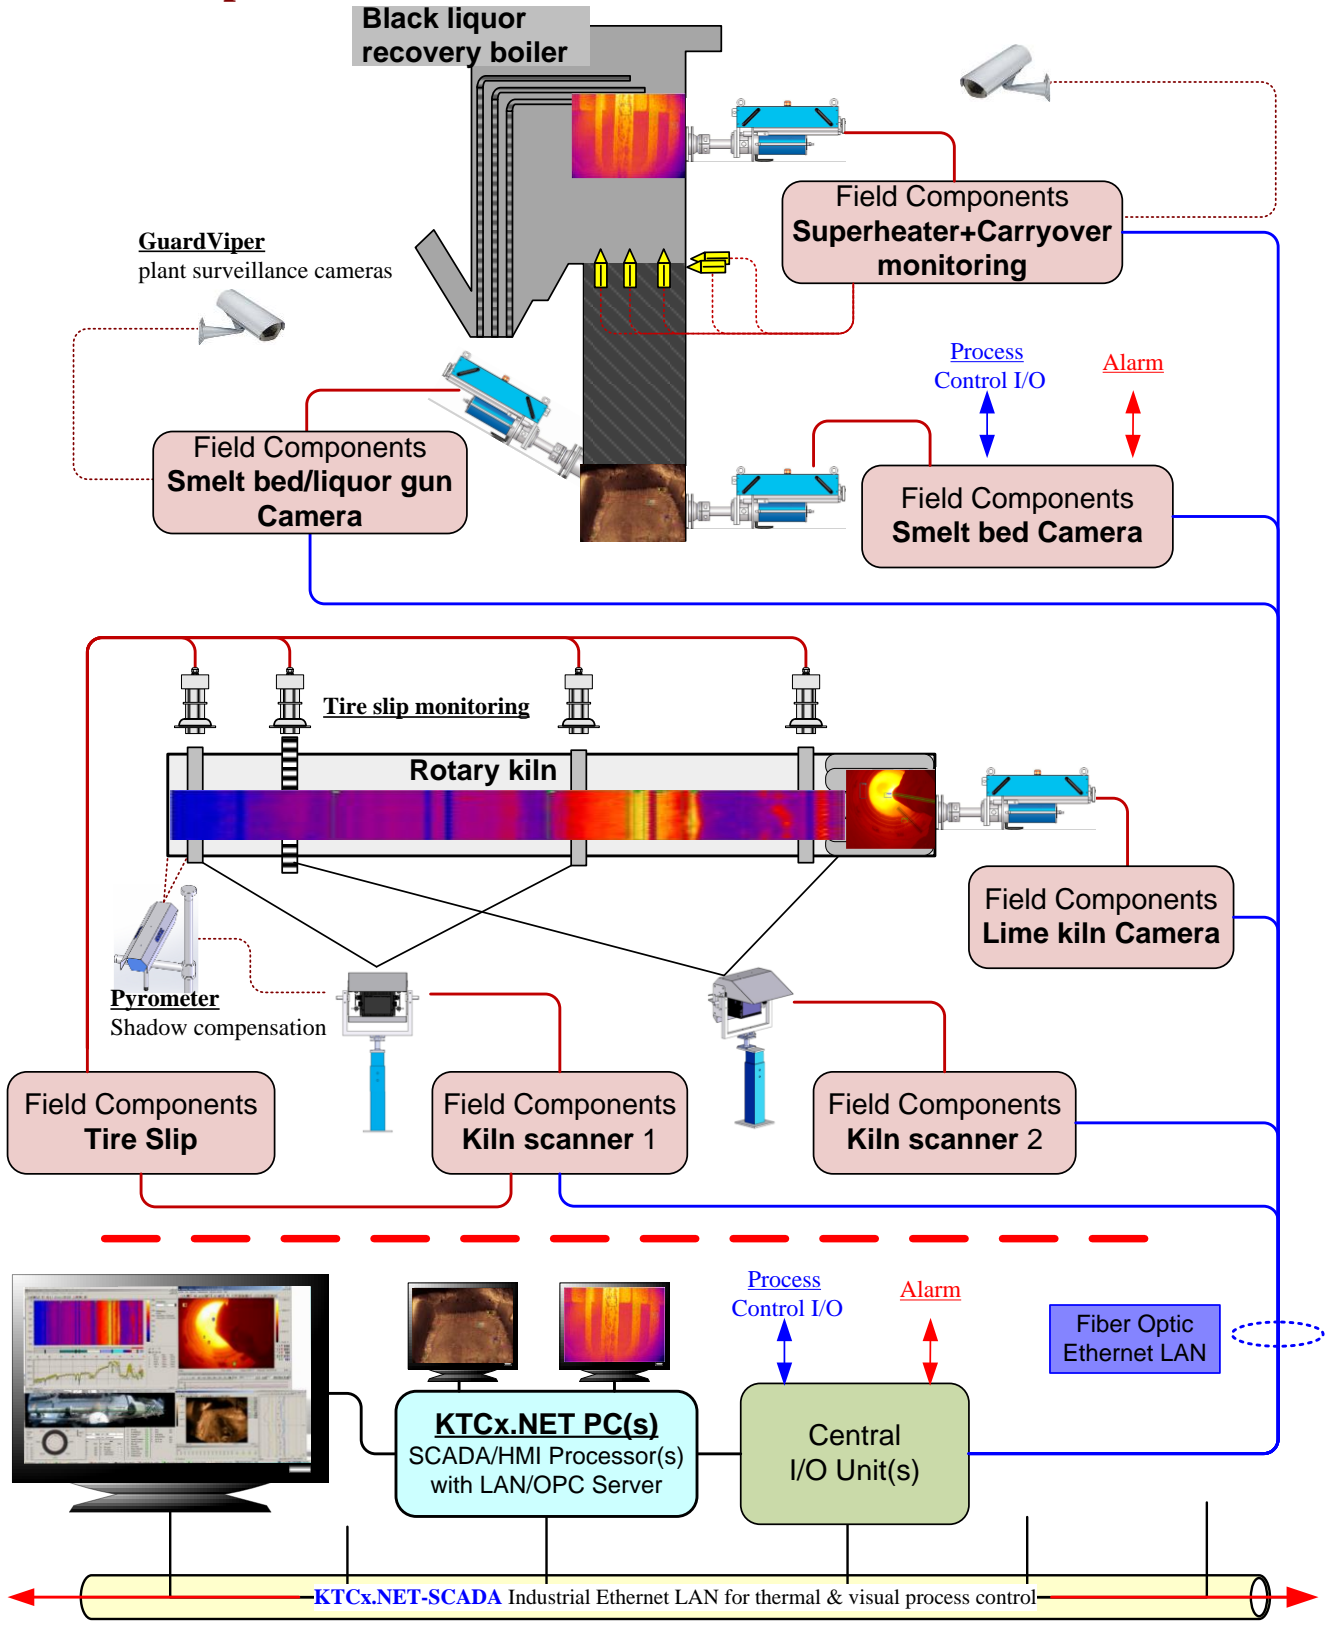 Black liquor
recovery boiler
Field Components
Superheater+Carryover
monitoring
GuardViper
plant surveillance cameras
Process
Control I/O
Alarm
Field Components
Smelt bed/liquor gun
Camera
Field Components
Smelt bed Camera
Tire slip monitoring
Rotary kiln
Field Components
Lime kiln Camera
Pyrometer
Shadow compensation
Field Components
Tire Slip
Field Components
Kiln scanner 1
Field Components
Kiln scanner 2
Process
Control I/O
Alarm
Fiber Optic
Ethernet LAN
KTCx.NET PC(s)
SCADA/HMI Processor(s)
with LAN/OPC Server
Central
I/O Unit(s)
KTCx.NET-SCADA Industrial Ethernet LAN for thermal & visual process control